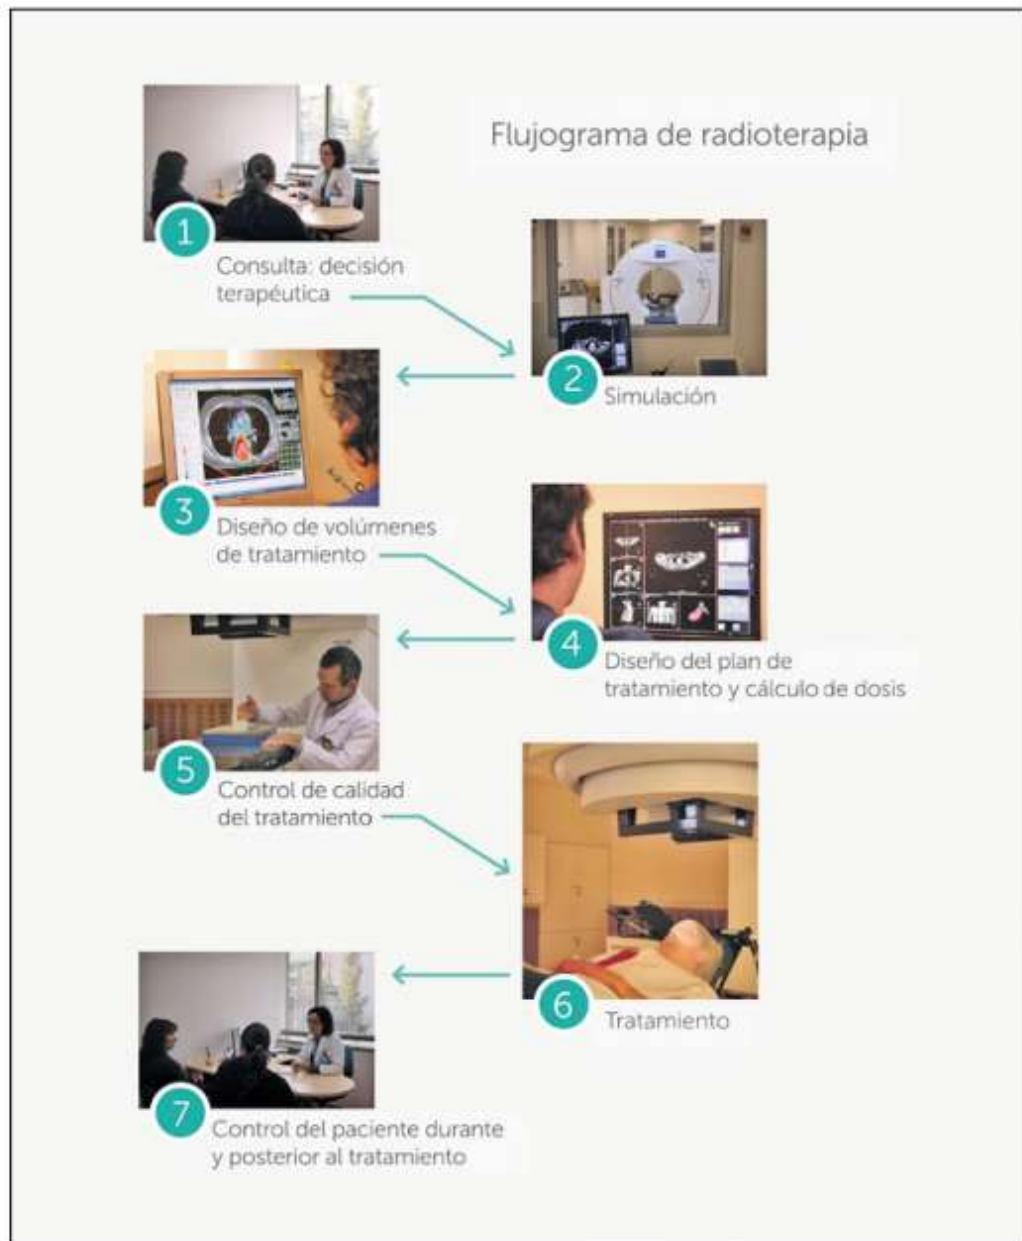 Flujograma de radioterapia
1
Consulta: decisión
terapéutica
2
Simulación
3
Diseño de volúmenes
de tratamiento
4
Diseño del plan de
tratamiento y cálculo de dosis
5
Control de calidad
del tratamiento
6
Tratamiento
7
Control del paciente durante
y posterior al tratamiento